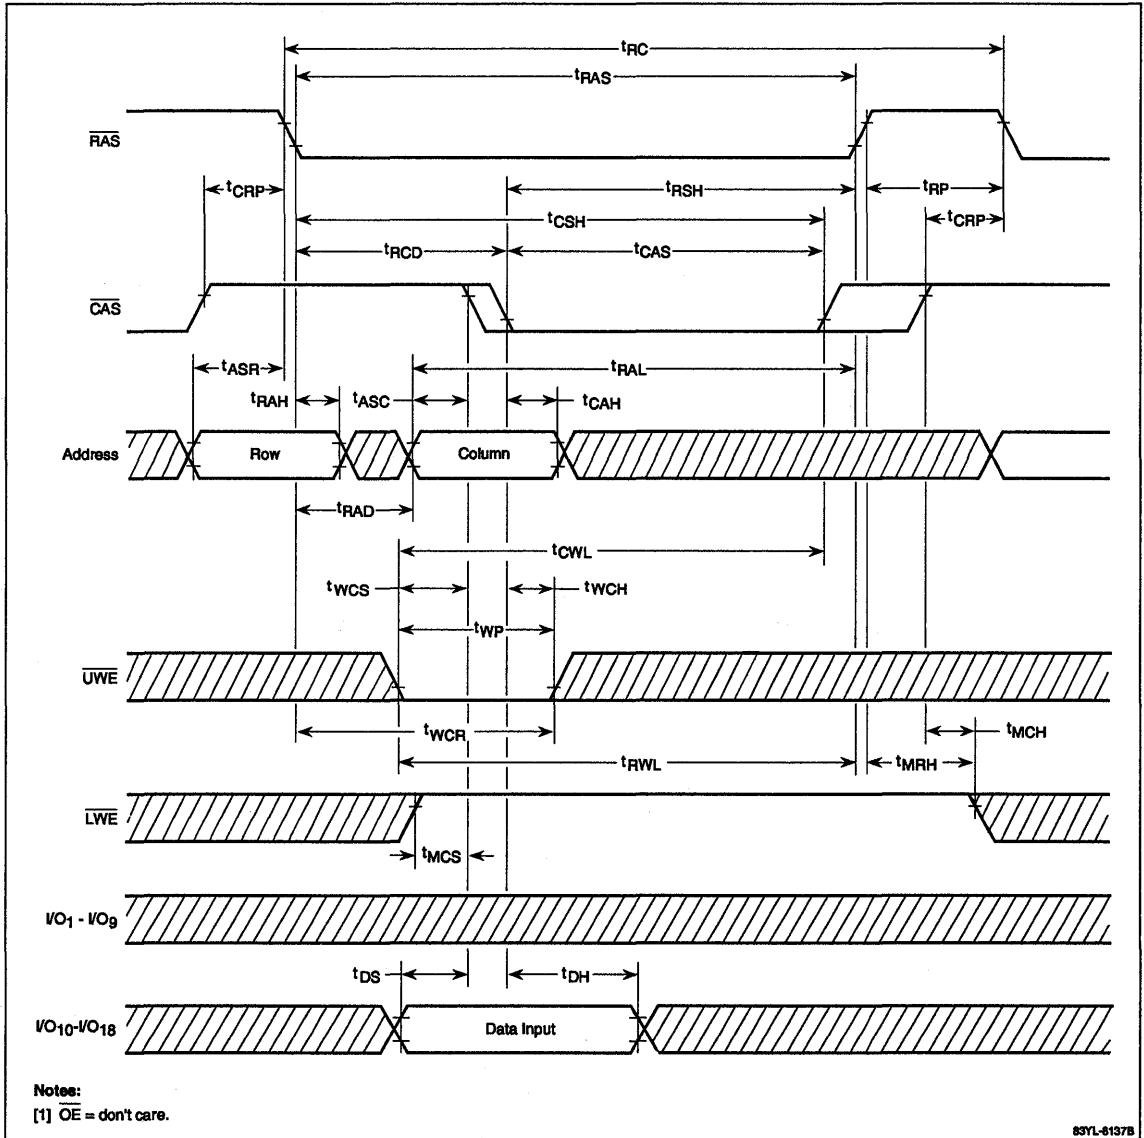 tRC
tRAS
RAS
tCRP
tRSH
tRP
tCSH
tCRP
tRCD
tCAS
CAS
tASR
tRAL
tRAH
tASC
tCAH
Address
Row
Column
tRAD
tCWL
tWCS
tWCH
tWP
UWE
tWCR
tMCH
tRWL
tMRH
LWE
tMCS
I/O1 - I/O9
tDS
tDH
I/O10-I/O18
Data Input
Notes:
[1] OE = don't care.
83YL-8137B